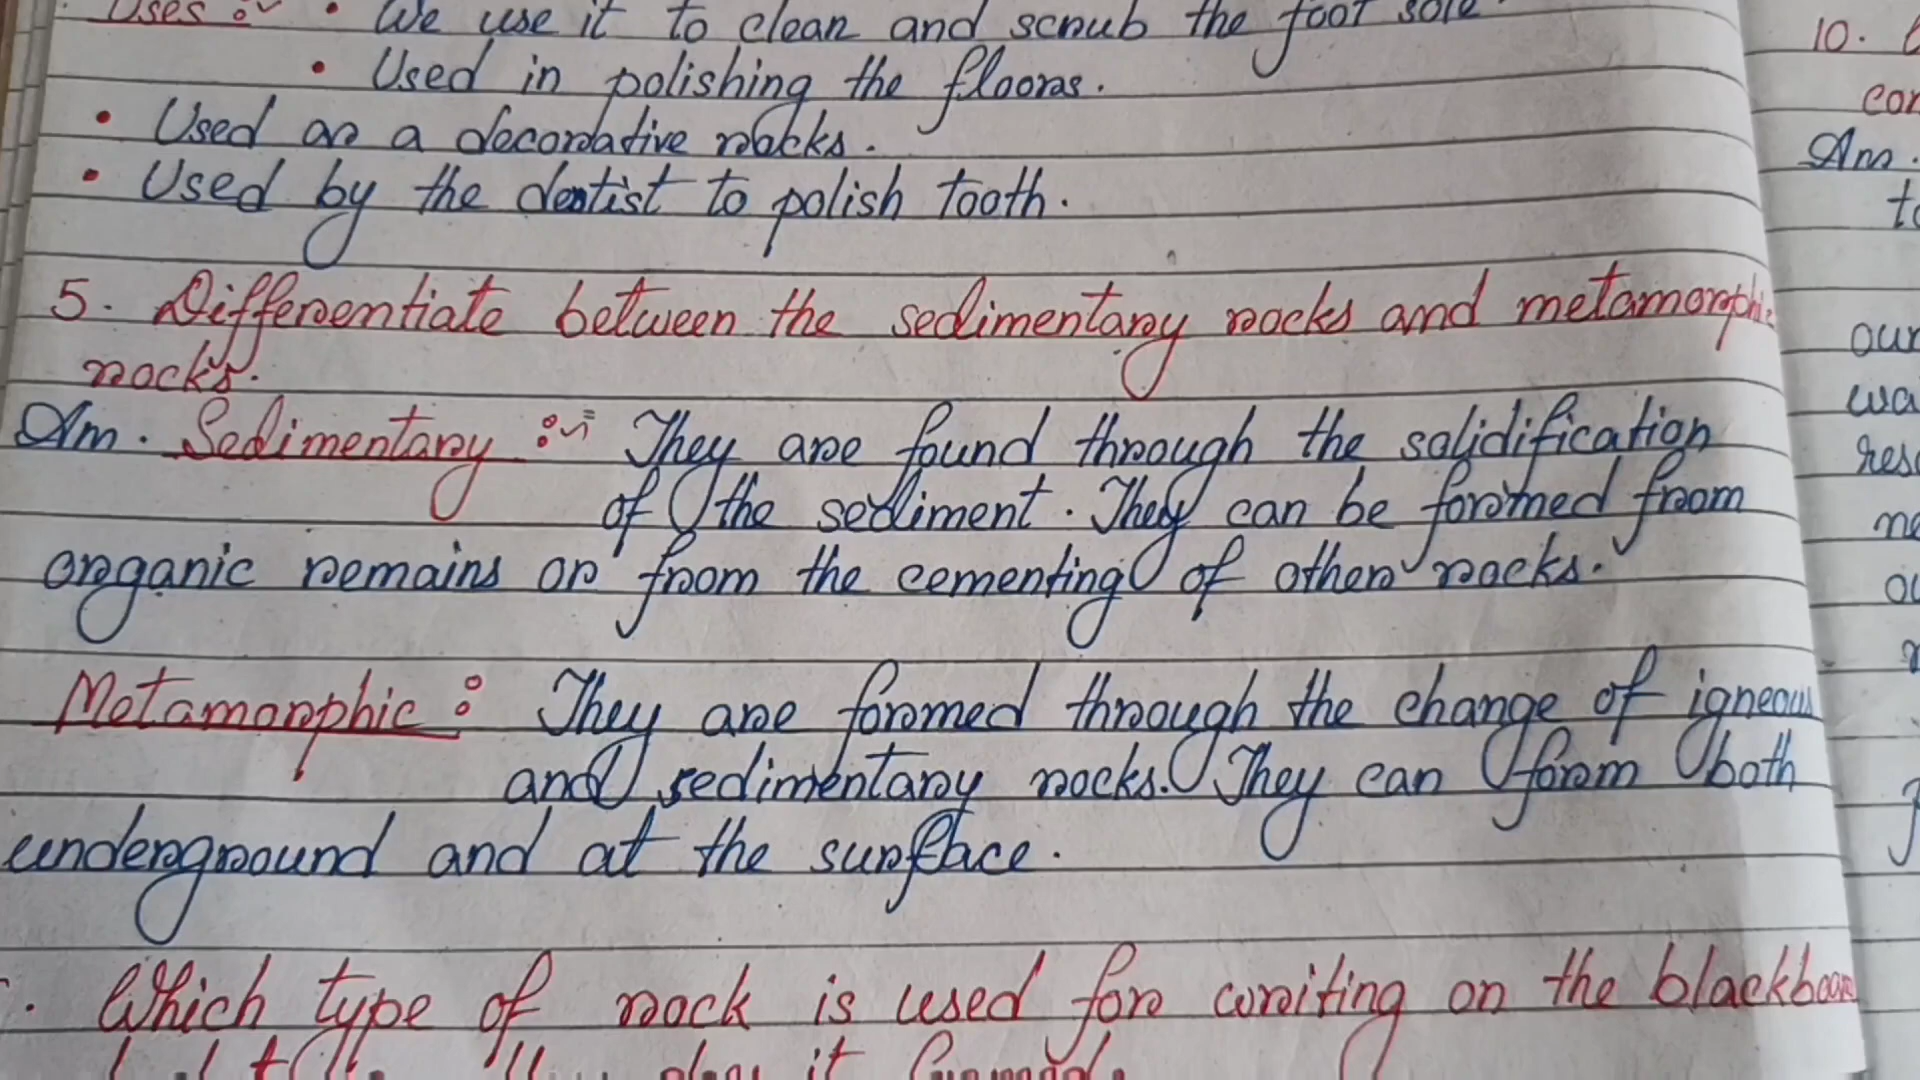 Uses :~ • We use it to clean and scrub the foot sole
• Used in polishing the floors.
• Used as a decorative rocks.
• Used by the dentist to polish tooth.
5. Differentiate between the sedimentary rocks and metamorphic
rocks.
Ans. Sedimentary :~ They are found through the solidification
of the sediment. They can be formed from
organic remains or from the cementing of other rocks.
Metamorphic : They are formed through the change of igneous
and sedimentary rocks. They can form both
underground and at the surface.
Which type of rock is used for writing on the blackboard
it
10.
Ans.
our